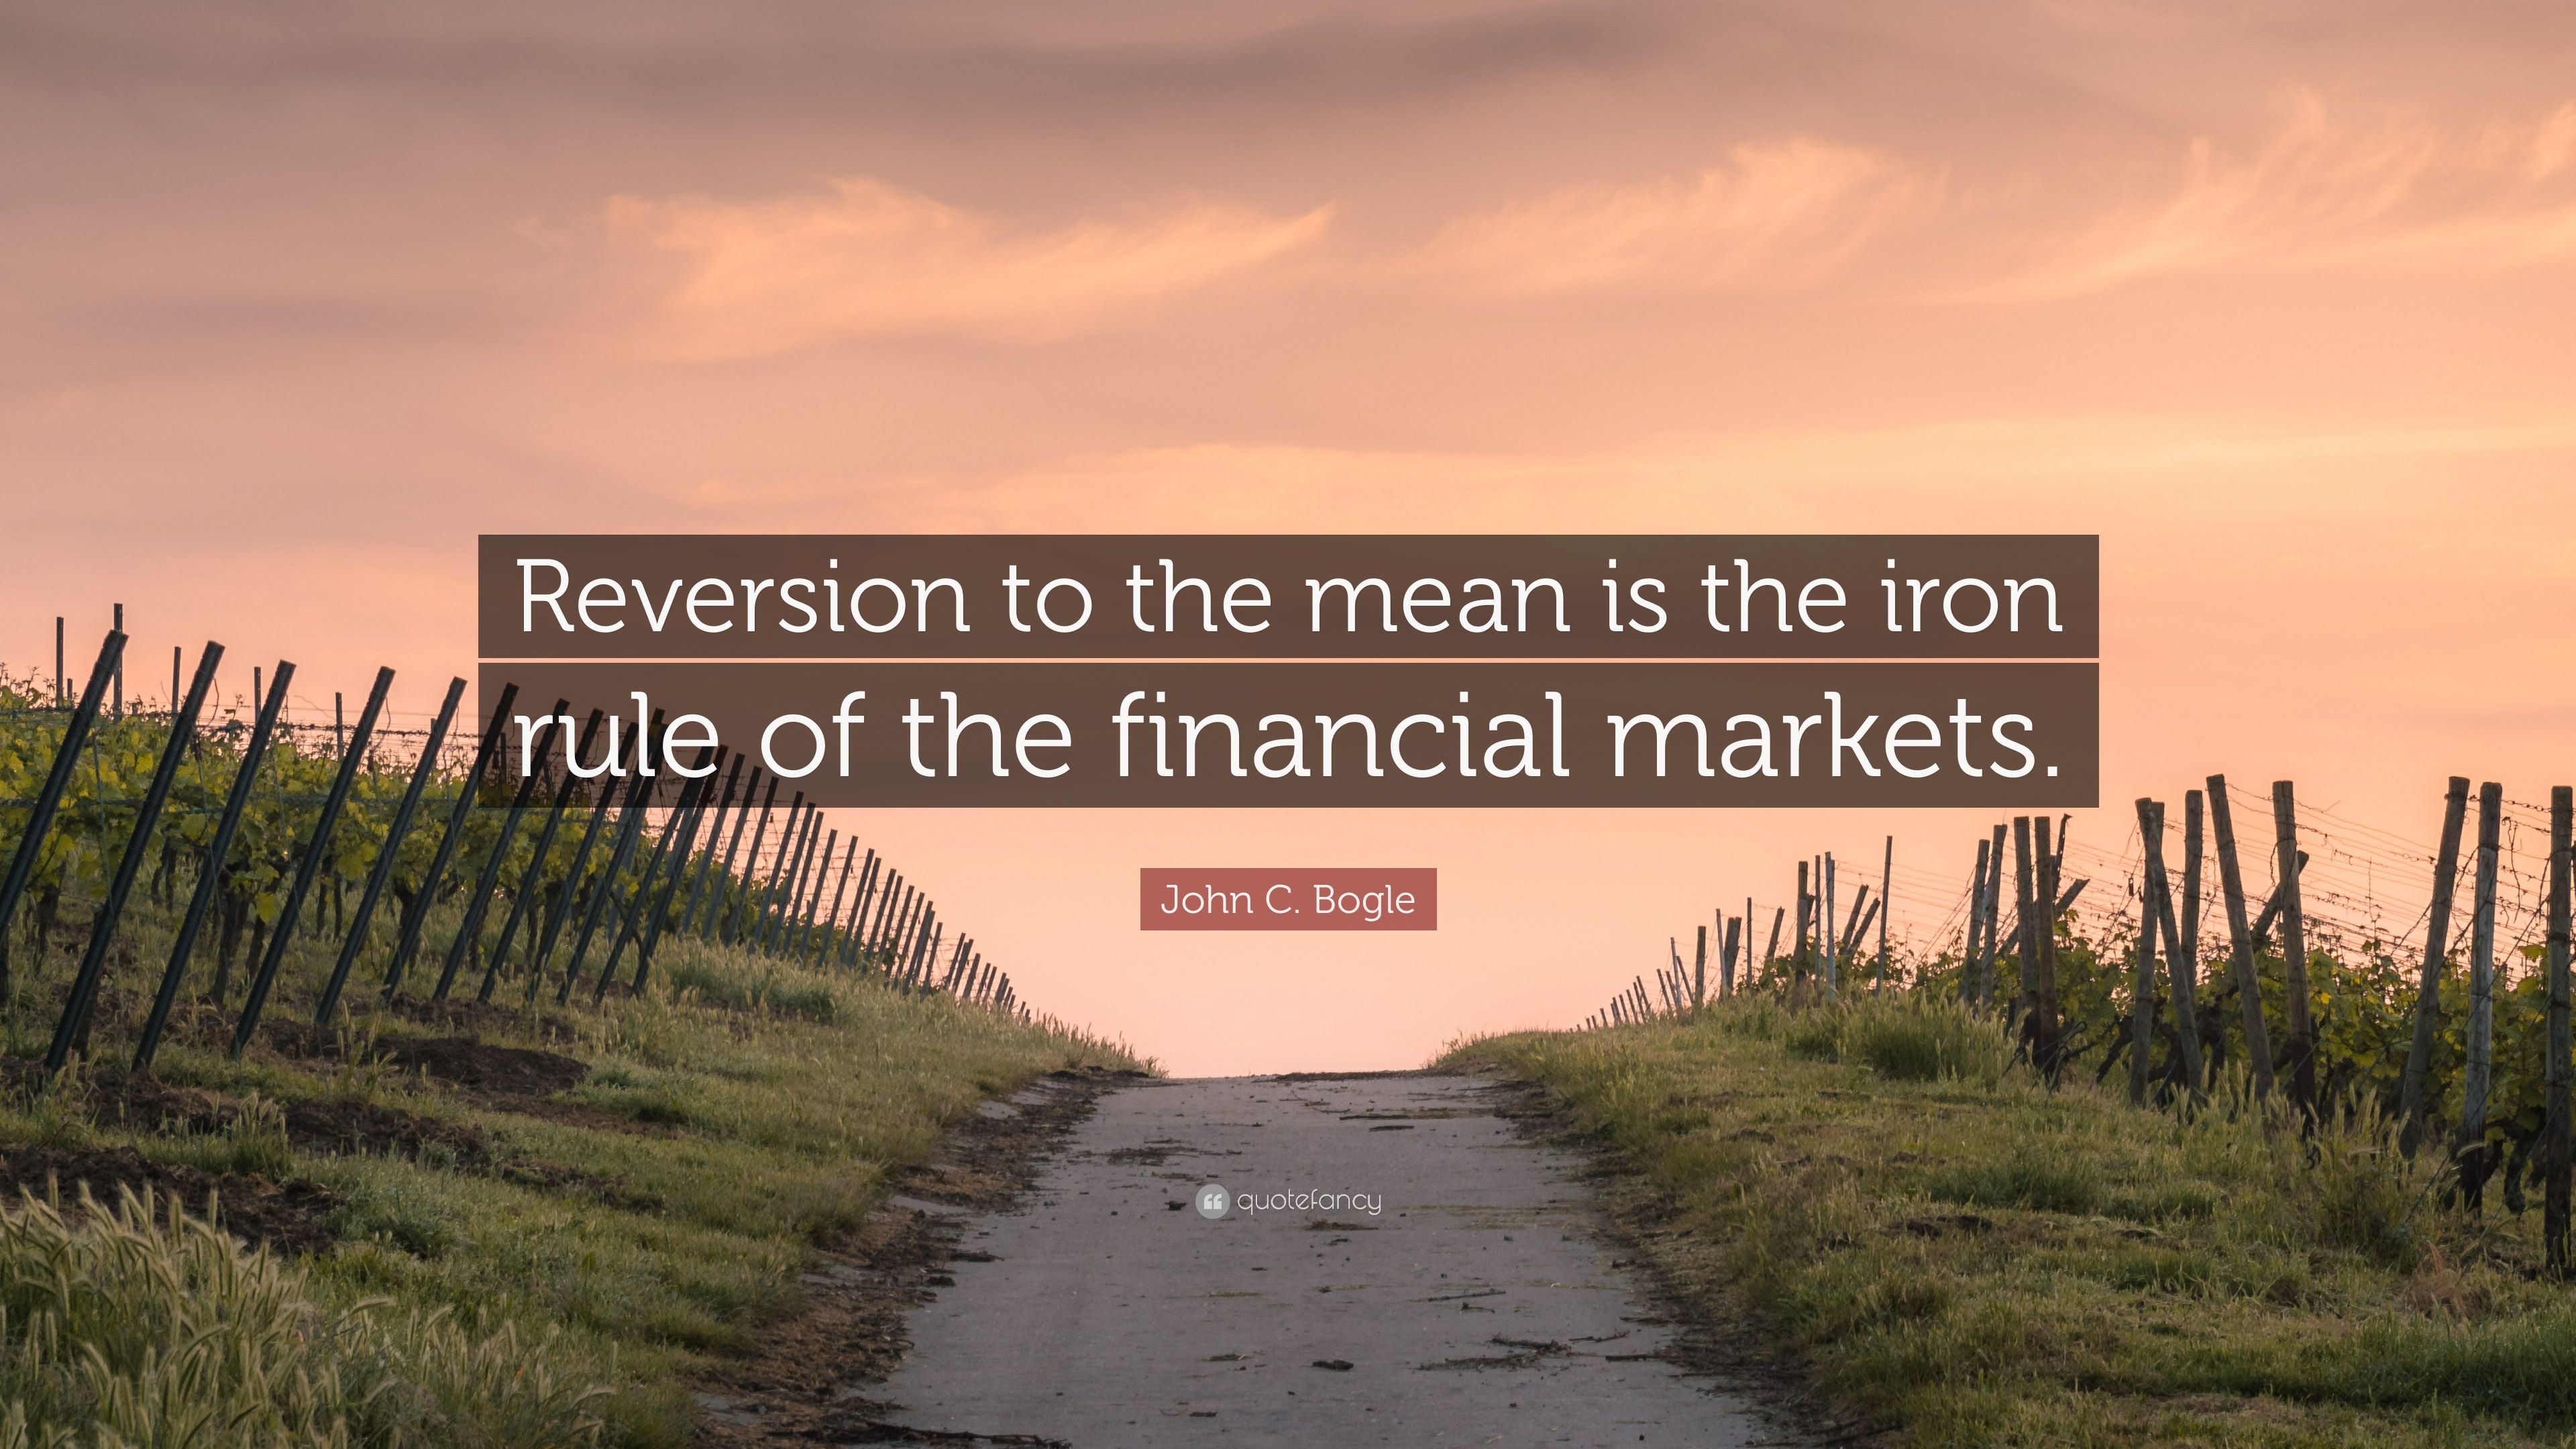 Reversion to the mean is the iron
rule of the financial markets.
John C. Bogle
quotefancy